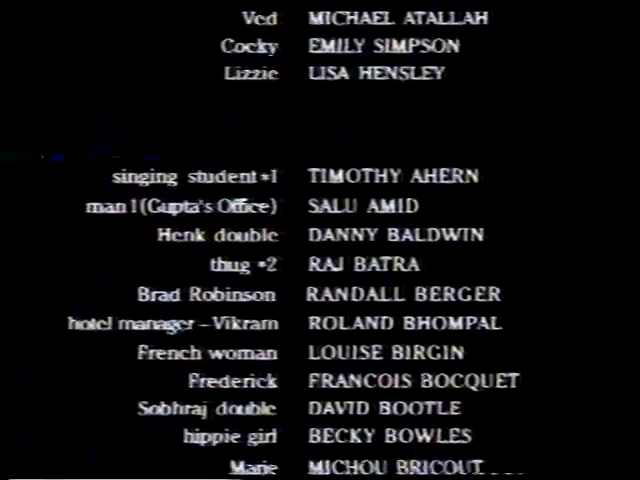 Ved MICHAEL ATALLAH
Cocky EMILY SIMPSON
Lizzie LISA HENSLEY
singing student *1 TIMOTHY AHERN
man 1 (Gupta's Office) SALU AMID
Henk double DANNY BALDWIN
thug *2 RAJ BATRA
Brad Robinson RANDALL BERGER
hotel manager - Vikram ROLAND BHOMPAL
French woman LOUISE BIRGIN
Frederick FRANCOIS BOCQUET
Sobhraj double DAVID BOOTLE
hippie girl BECKY BOWLES
Marie MICHOU BRICOUT